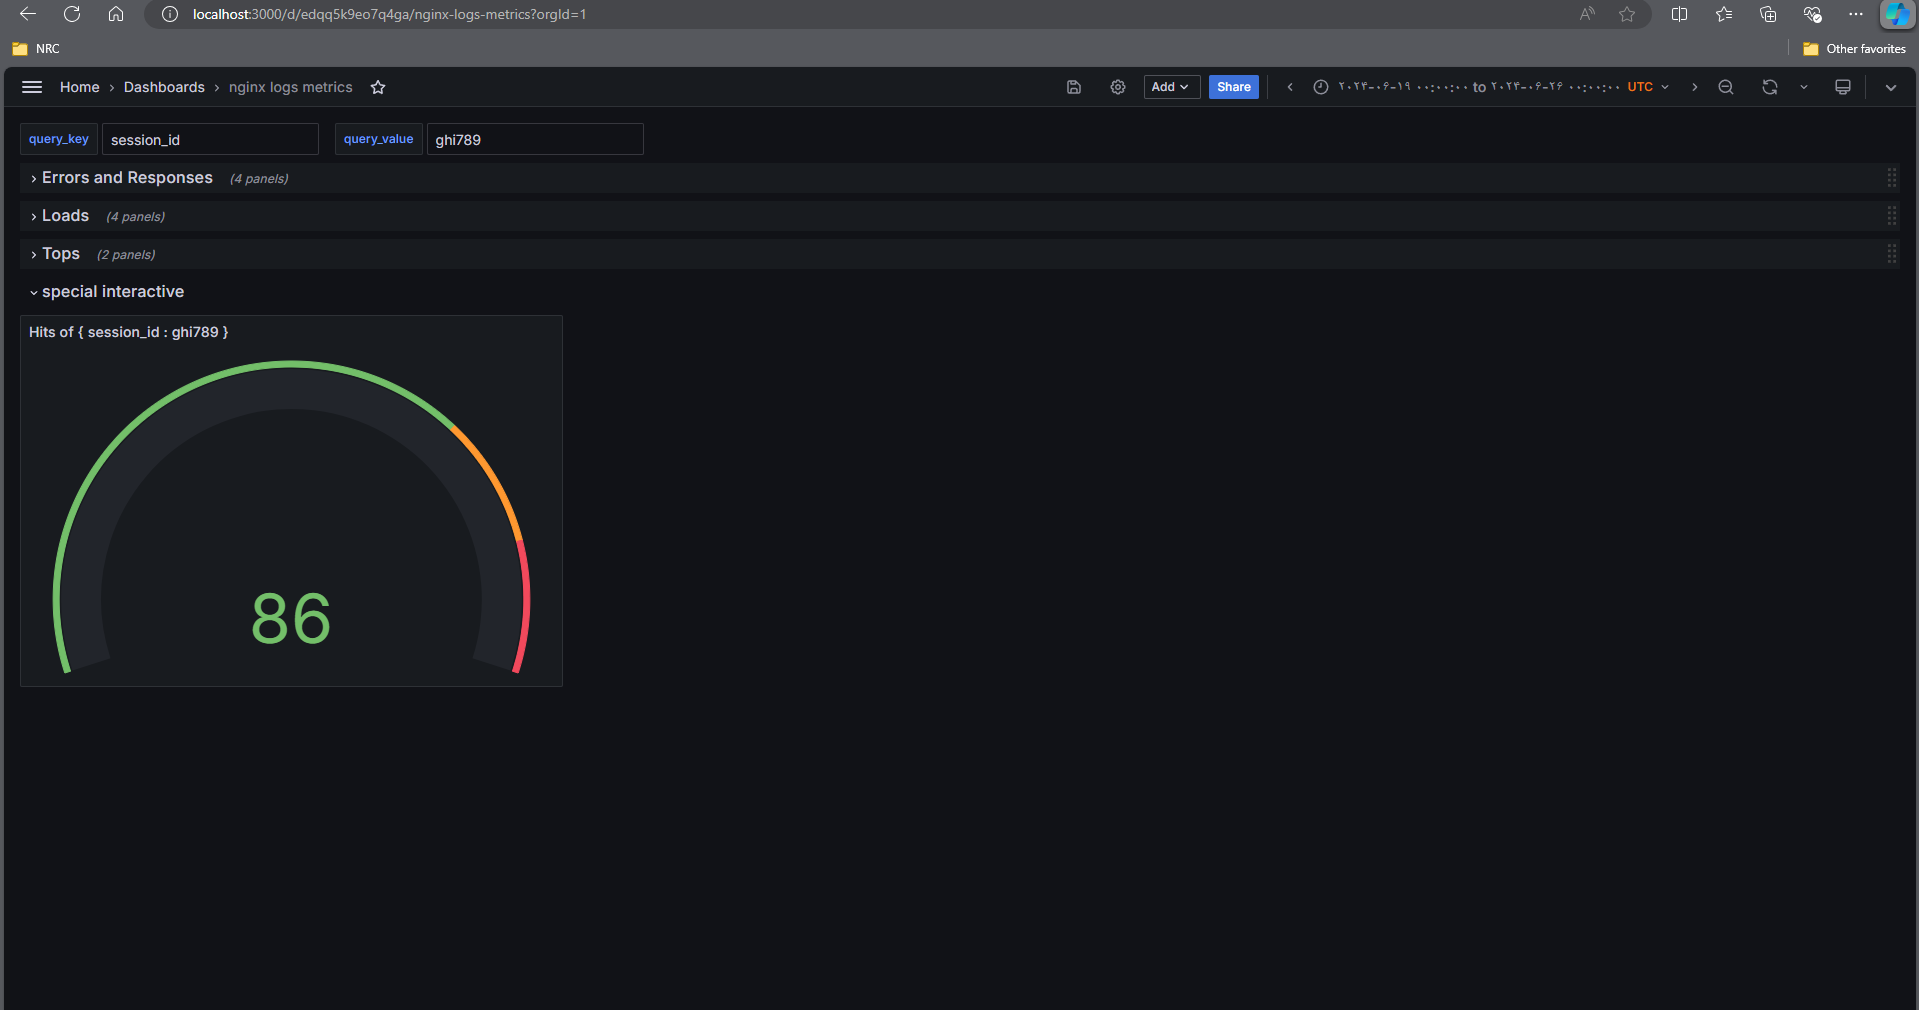 localhost:3000/d/edqq5k9eo7q4ga/nginx-logs-metrics?orgId=1
NRC
Other favorites
Home › Dashboards › nginx logs metrics
Add
Share
۲۰۲۴-۰۶-۱۹ ۰۰:۰۰:۰۰ to ۲۰۲۴-۰۶-۲۶ ۰۰:۰۰:۰۰ UTC
query_key session_id query_value ghi789
Errors and Responses (4 panels)
Loads (4 panels)
Tops (2 panels)
special interactive
Hits of { session_id : ghi789 }
86